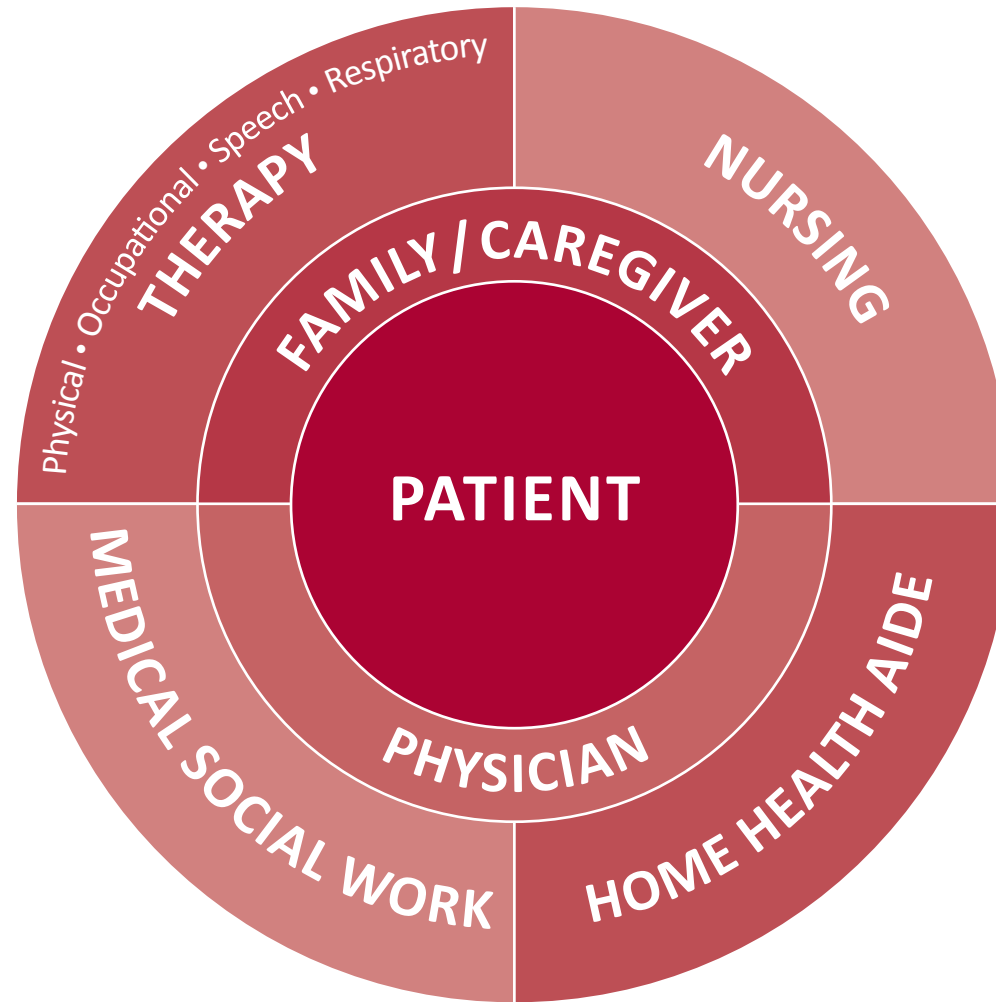 Physical • Occupational • Speech • Respiratory
THERAPY
NURSING
FAMILY/CAREGIVER
PATIENT
PHYSICIAN
MEDICAL SOCIAL WORK
HOME HEALTH AIDE